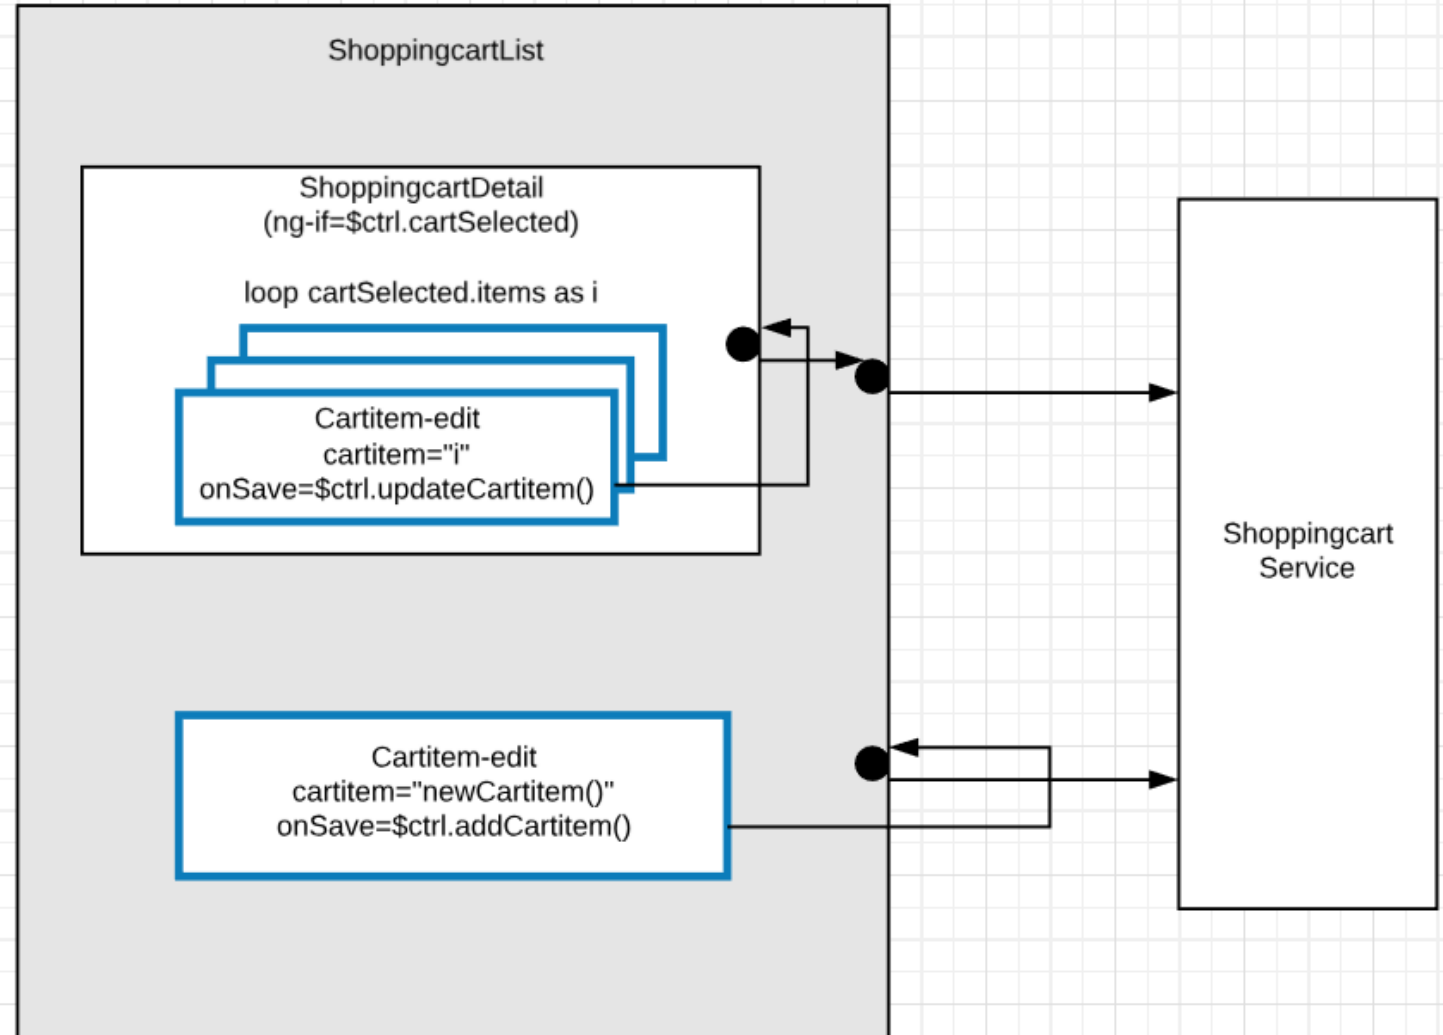 ShoppingcartList
ShoppingcartDetail
(ng-if=$ctrl.cartSelected)
loop cartSelected.items as i
Cartitem-edit
cartitem="i"
onSave=$ctrl.updateCartitem()
Shoppingcart
Service
Cartitem-edit
cartitem="newCartitem()"
onSave=$ctrl.addCartitem()